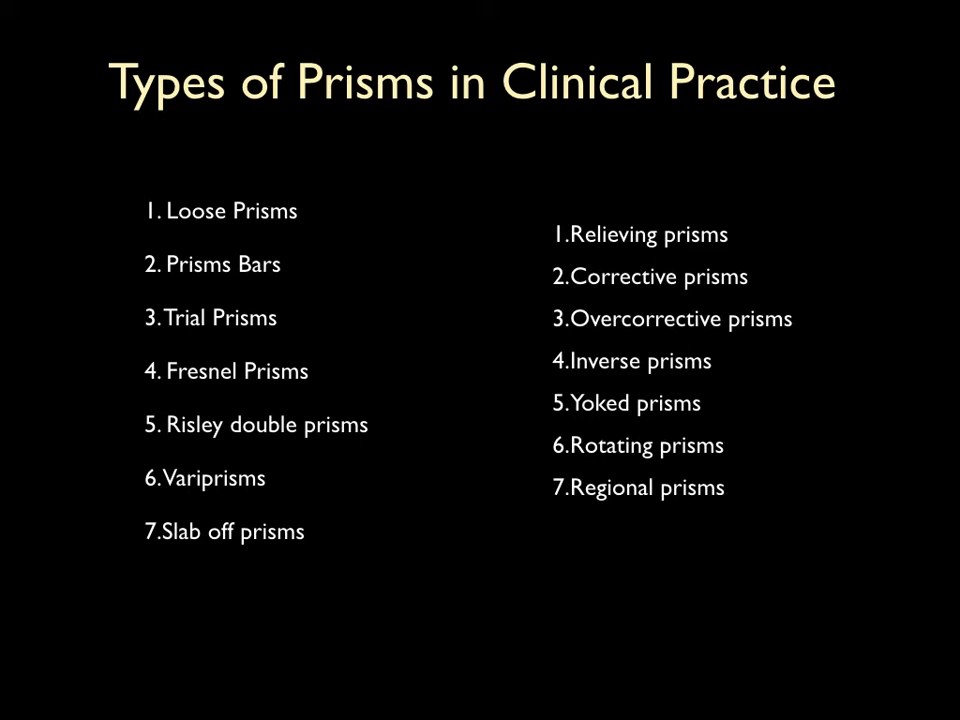 Types of Prisms in Clinical Practice
1. Loose Prisms
2. Prisms Bars
3. Trial Prisms
4. Fresnel Prisms
5. Risley double prisms
6. Variprisms
7.Slab off prisms
1.Relieving prisms
2.Corrective prisms
3.Overcorrective prisms
4.Inverse prisms
5.Yoked prisms
6.Rotating prisms
7.Regional prisms